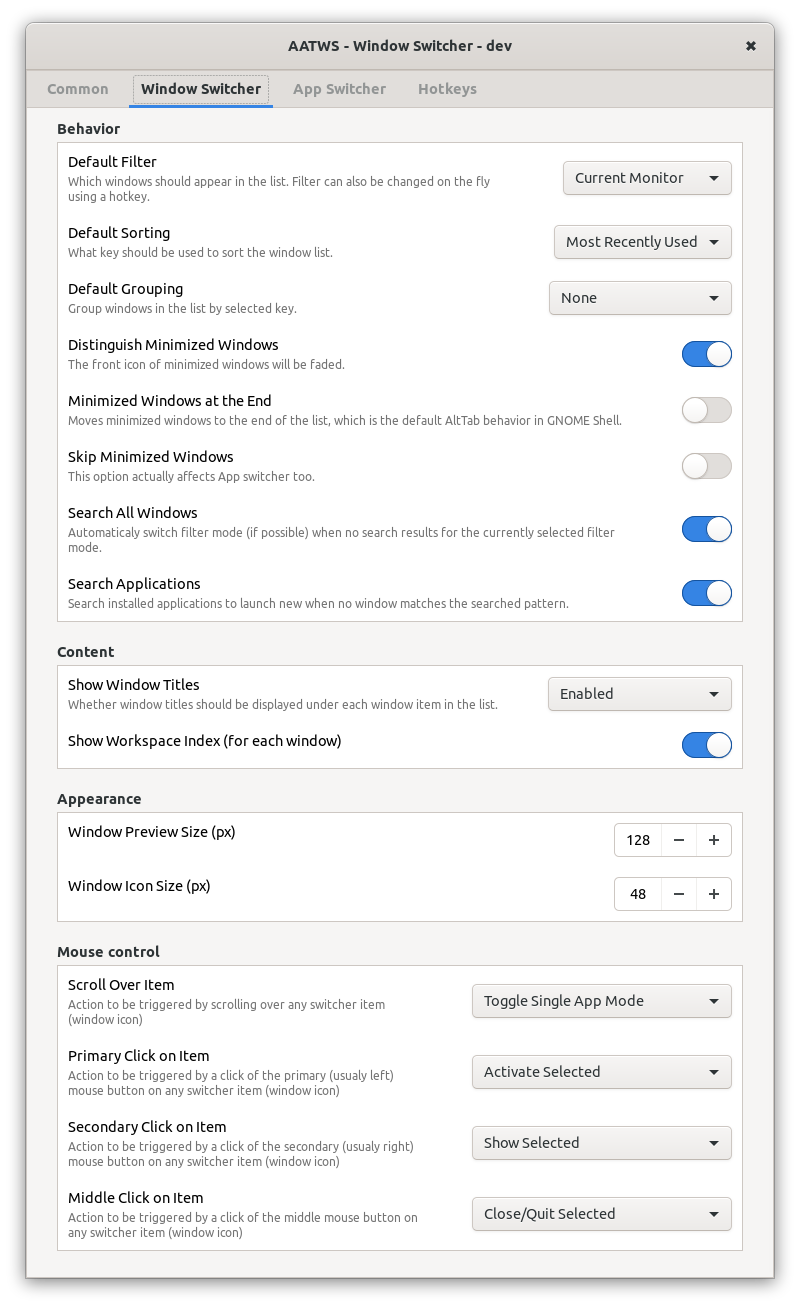 AATWS - Window Switcher - dev
Common
Window Switcher
App Switcher
Hotkeys
Behavior
Default Filter
Which windows should appear in the list. Filter can also be changed on the fly
using a hotkey.
Current Monitor
Default Sorting
What key should be used to sort the window list.
Most Recently Used
Default Grouping
Group windows in the list by selected key.
None
Distinguish Minimized Windows
The front icon of minimized windows will be faded.
Minimized Windows at the End
Moves minimized windows to the end of the list, which is the default AltTab behavior in GNOME Shell.
Skip Minimized Windows
This option actually affects App switcher too.
Search All Windows
Automaticaly switch filter mode (if possible) when no search results for the currently selected filter
mode.
Search Applications
Search installed applications to launch new when no window matches the searched pattern.
Content
Show Window Titles
Whether window titles should be displayed under each window item in the list.
Enabled
Show Workspace Index (for each window)
Appearance
Window Preview Size (px)
128
Window Icon Size (px)
48
Mouse control
Scroll Over Item
Action to be triggered by scrolling over any switcher item
(window icon)
Toggle Single App Mode
Primary Click on Item
Action to be triggered by a click of the primary (usualy left)
mouse button on any switcher item (window icon)
Activate Selected
Secondary Click on Item
Action to be triggered by a click of the secondary (usualy right)
mouse button on any switcher item (window icon)
Show Selected
Middle Click on Item
Action to be triggered by a click of the middle mouse button on
any switcher item (window icon)
Close/Quit Selected